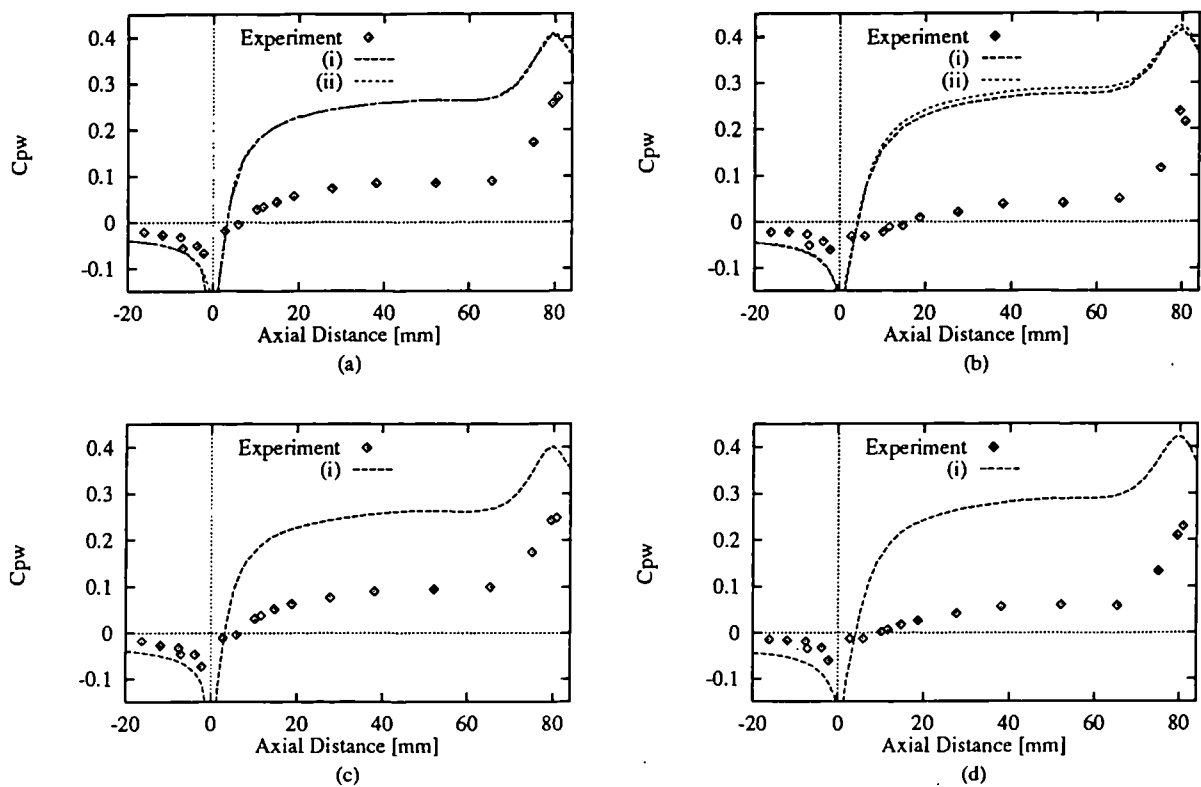 0.4
0.3
0.2
0.1
0
-0.1
Cpw
Experiment
(i)
(ii)
-20 0 20 40 60 80
Axial Distance [mm]
(a)
0.4
0.3
0.2
0.1
0
-0.1
Cpw
Experiment
(i)
(ii)
-20 0 20 40 60 80
Axial Distance [mm]
(b)
0.4
0.3
0.2
0.1
0
-0.1
Cpw
Experiment
(i)
-20 0 20 40 60 80
Axial Distance [mm]
(c)
0.4
0.3
0.2
0.1
0
-0.1
Cpw
Experiment
(i)
-20 0 20 40 60 80
Axial Distance [mm]
(d)